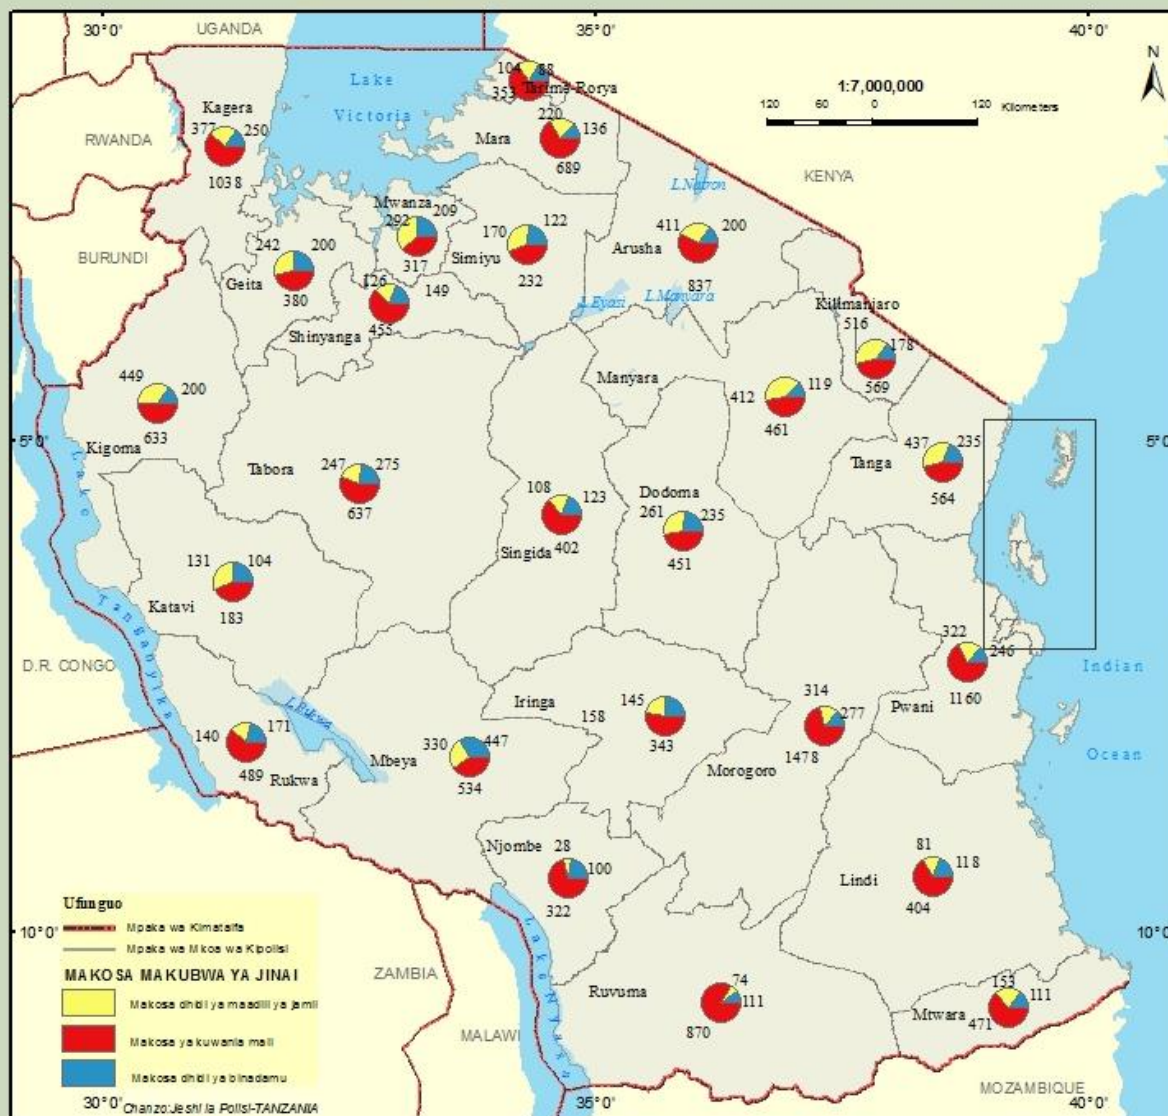 30°0'
35°0'
40°0'
UGANDA
N
Lake
Victoria
1:7,000,000
120 60 0 120 Kilometers
104 88
353
Tarime Rorya
Kagera
377 250
1038
RWANDA
220 136
Mara
689
KENYA
L.Natron
Mwanza
292 209
317
170 122
Simiyu
232
411 200
Arusha
837
BURUNDI
242 200
Geita
380
126 149
Shinyanga
455
L.Eyasi
L.Manyara
Kilimanjaro
516 178
569
449 200
633
Kigoma
Manyara
412 119
461
5°0'
5°0'
437 235
Tanga
564
Tabora
247 275
637
108 123
Singida
402
Dodoma
261 235
451
131 104
Katavi
183
Lake
Tanganyika
D.R. CONGO
322 246
1160
Pwani
Indian
Ocean
Iringa
158 145
343
314 277
1478
Morogoro
140 171
489
Rukwa
L.Rukwa
330 447
Mbeya
534
Njombe 28
100
322
81 118
Lindi
404
10°0'
10°0'
Lake Nyasa
ZAMBIA
MALAWI
Ruvuma
74
111
870
153 111
Mtwara
471
MOZAMBIQUE
Ufunguo
Mpaka wa Kimataifa
Mpaka wa Mkoa wa Kipolisi
MAKOSA MAKUBWA YA JINAI
Makosa dhidi ya maadili ya jamii
Makosa ya kuwania mali
Makosa dhidi ya binadamu
Chanzo:Jeshi la Polisi-TANZANIA
30°0'
35°0'
40°0'